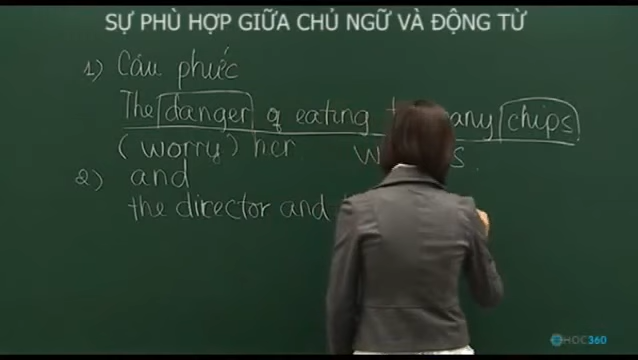 SỰ PHÙ HỢP GIỮA CHỦ NGỮ VÀ ĐỘNG TỪ
1) Câu phức
The danger of eating any chips
(worry) her
2) and
the director and
HOC360